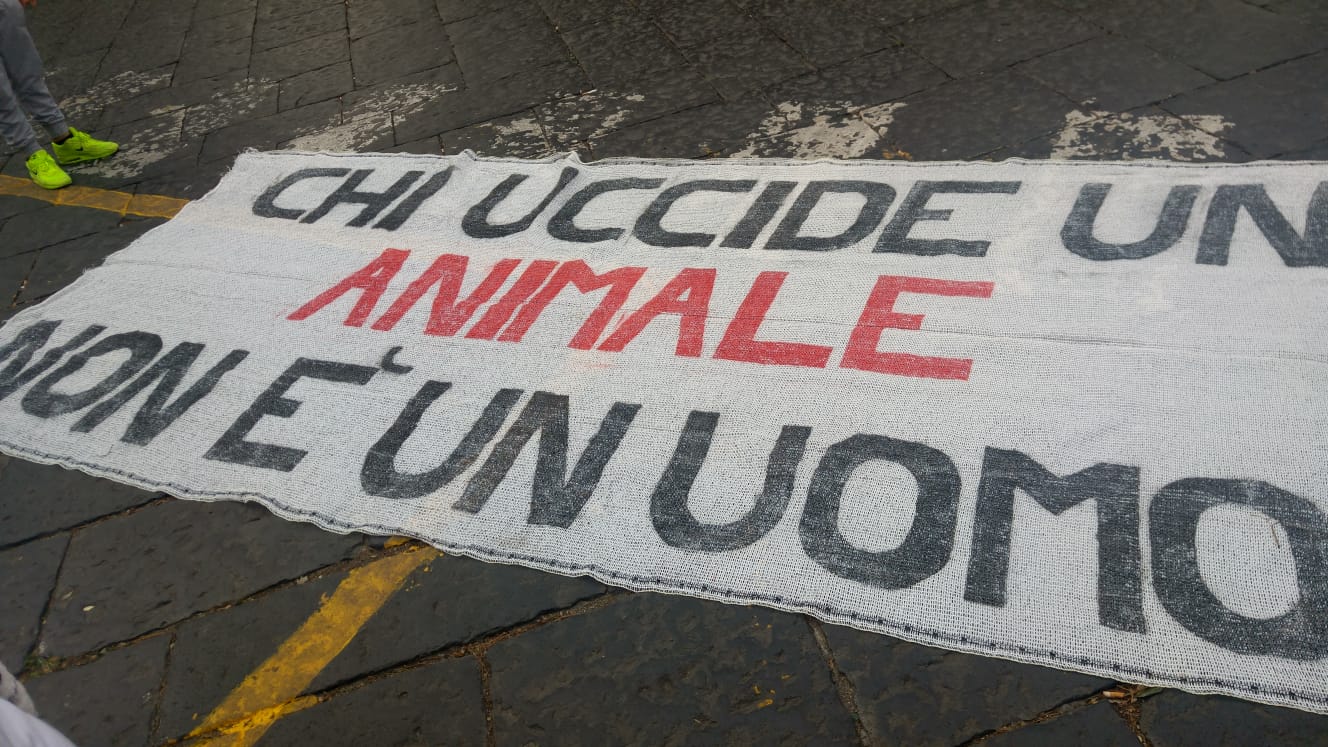 CHI UCCIDE UN
ANIMALE
NON E' UN UOMO